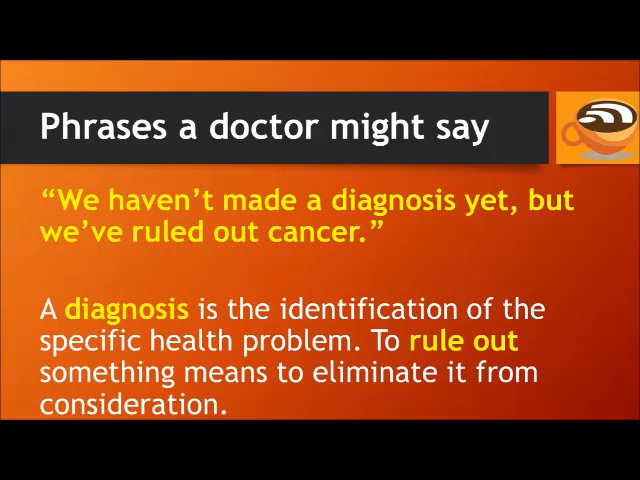 Phrases a doctor might say
“We haven’t made a diagnosis yet, but
we’ve ruled out cancer.”
A diagnosis is the identification of the
specific health problem. To rule out
something means to eliminate it from
consideration.